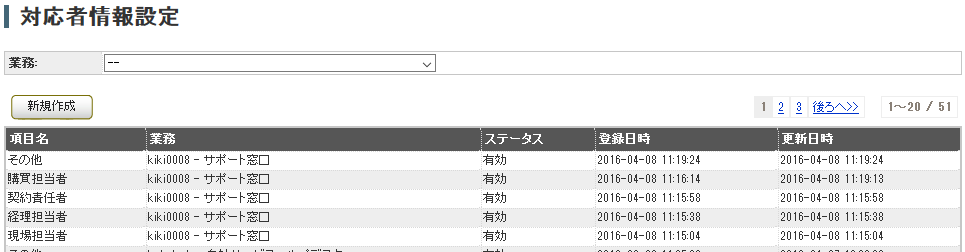 対応者情報設定
業務: --
新規作成 1 2 3 後ろへ>> 1～20 / 51
項目名 業務 ステータス 登録日時 更新日時
その他 kiki0008 - サポート窓口 有効 2016-04-08 11:19:24 2016-04-08 11:19:24
購買担当者 kiki0008 - サポート窓口 有効 2016-04-08 11:16:14 2016-04-08 11:19:13
契約責任者 kiki0008 - サポート窓口 有効 2016-04-08 11:15:58 2016-04-08 11:15:58
経理担当者 kiki0008 - サポート窓口 有効 2016-04-08 11:15:38 2016-04-08 11:15:38
現場担当者 kiki0008 - サポート窓口 有効 2016-04-08 11:15:04 2016-04-08 11:15:04